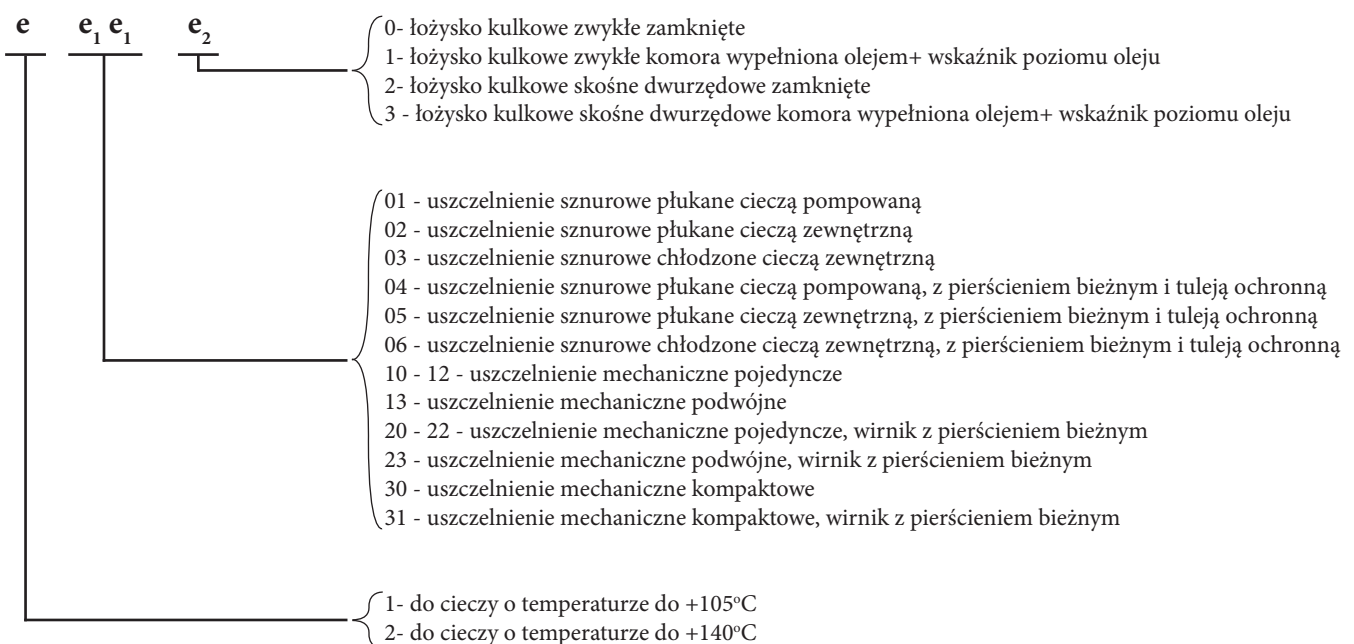 e e₁ e₁ e₂
0- łożysko kulkowe zwykłe zamknięte
1- łożysko kulkowe zwykłe komora wypełniona olejem+ wskaźnik poziomu oleju
2- łożysko kulkowe skośne dwurzędowe zamknięte
3 - łożysko kulkowe skośne dwurzędowe komora wypełniona olejem+ wskaźnik poziomu oleju
01 - uszczelnienie sznurowe płukane cieczą pompowaną
02 - uszczelnienie sznurowe płukane cieczą zewnętrzną
03 - uszczelnienie sznurowe chłodzone cieczą zewnętrzną
04 - uszczelnienie sznurowe płukane cieczą pompowaną, z pierścieniem bieżnym i tuleją ochronną
05 - uszczelnienie sznurowe płukane cieczą zewnętrzną, z pierścieniem bieżnym i tuleją ochronną
06 - uszczelnienie sznurowe chłodzone cieczą zewnętrzną, z pierścieniem bieżnym i tuleją ochronną
10 - 12 - uszczelnienie mechaniczne pojedyncze
13 - uszczelnienie mechaniczne podwójne
20 - 22 - uszczelnienie mechaniczne pojedyncze, wirnik z pierścieniem bieżnym
23 - uszczelnienie mechaniczne podwójne, wirnik z pierścieniem bieżnym
30 - uszczelnienie mechaniczne kompaktowe
31 - uszczelnienie mechaniczne kompaktowe, wirnik z pierścieniem bieżnym
1- do cieczy o temperaturze do +105°C
2- do cieczy o temperaturze do +140°C